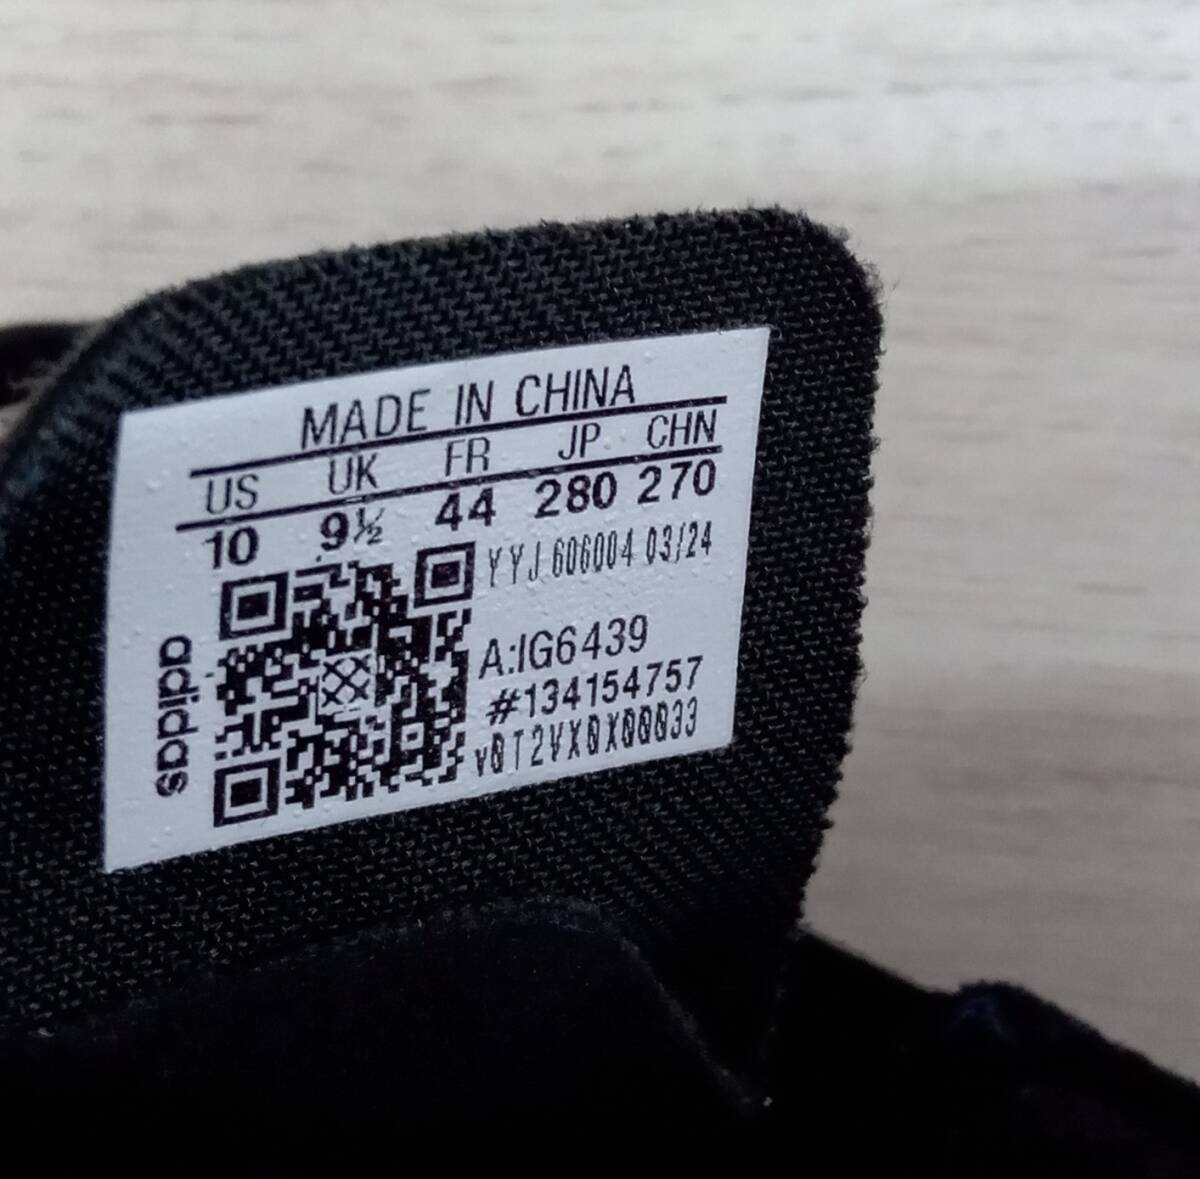 MADE IN CHINA
US UK FR JP CHN
10 9½ 44 280 270
YYJ 606004 03/24
A:IG6439
#134154757
v0T2VX0X00033
adidas